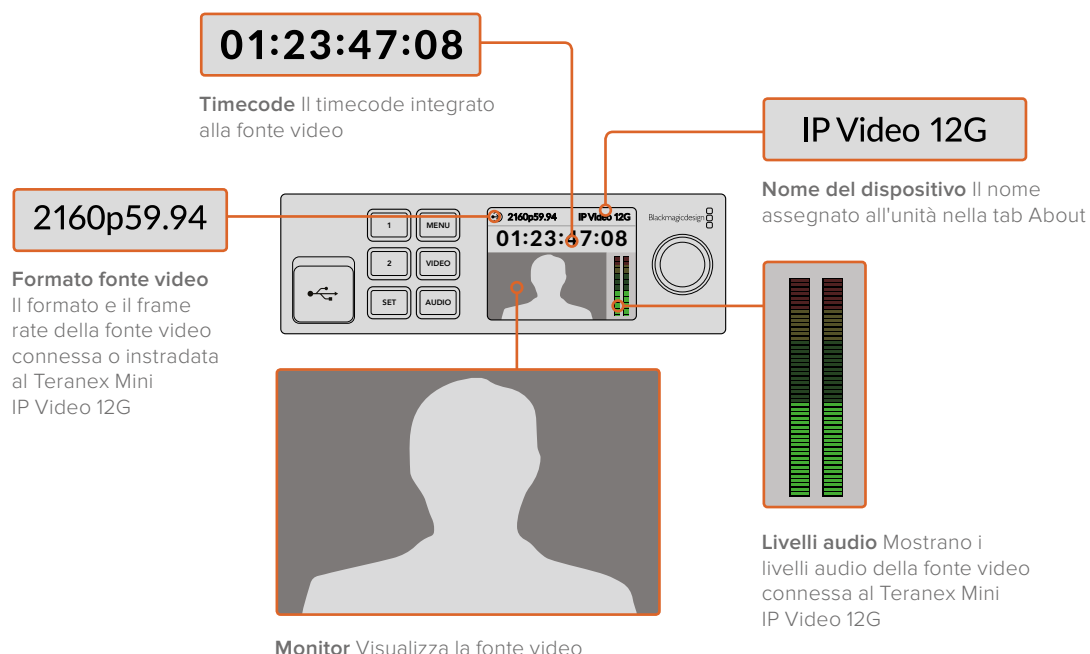 01:23:47:08
Timecode Il timecode integrato
alla fonte video
IP Video 12G
Nome del dispositivo Il nome
assegnato all'unità nella tab About
2160p59.94
Formato fonte video
Il formato e il frame
rate della fonte video
connessa o instradata
al Teranex Mini
IP Video 12G
1
MENU
2
VIDEO
SET
AUDIO
2160p59.94
IP Video 12G
01:23:47:08
Blackmagicdesign
Livelli audio Mostrano i
livelli audio della fonte video
connessa al Teranex Mini
IP Video 12G
Monitor Visualizza la fonte video